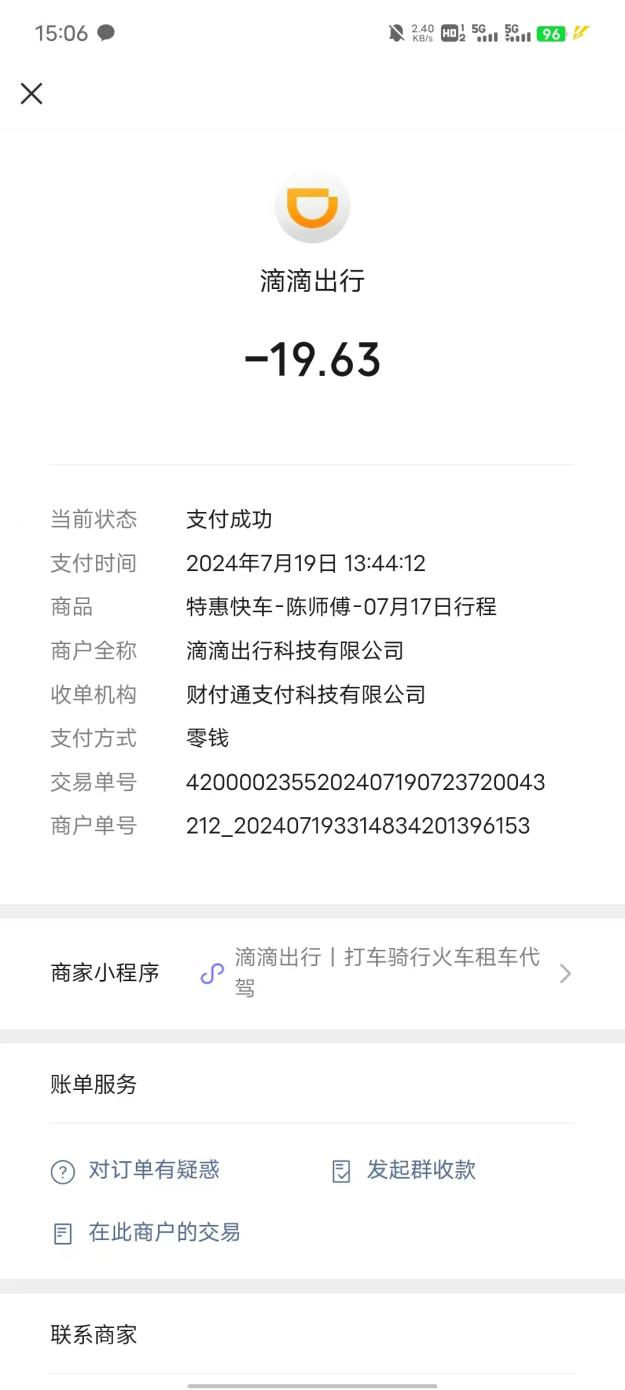 15:06
2.40
KB/s
HD 1 2
5G
5G
96
滴滴出行
-19.63
当前状态 支付成功
支付时间 2024年7月19日 13:44:12
商品 特惠快车-陈师傅-07月17日行程
商户全称 滴滴出行科技有限公司
收单机构 财付通支付科技有限公司
支付方式 零钱
交易单号 4200002355202407190723720043
商户单号 212_202407193314834201396153
商家小程序 滴滴出行丨打车骑行火车租车代
驾
账单服务
对订单有疑惑 发起群收款
在此商户的交易
联系商家